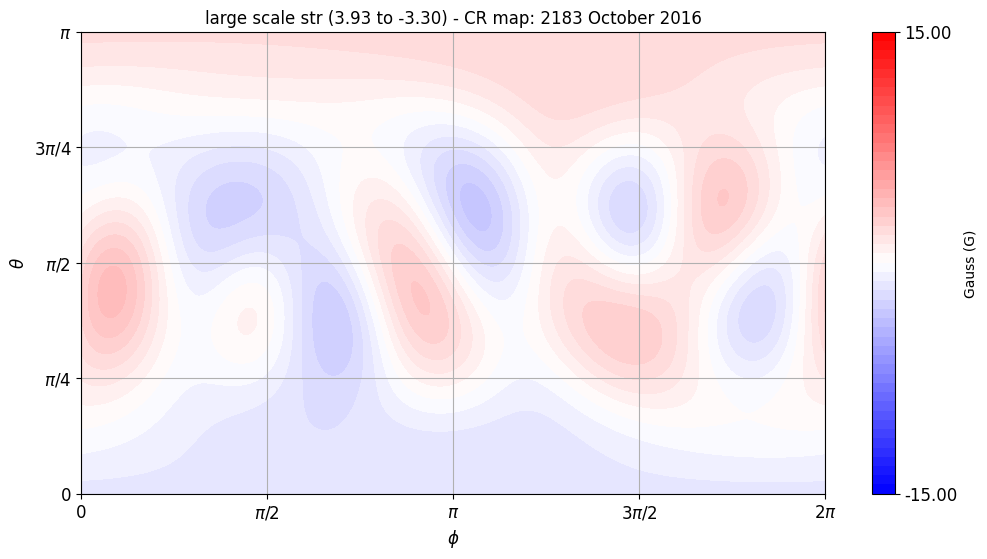 large scale str (3.93 to -3.30) - CR map: 2183 October 2016
π
3π/4
π/2
π/4
0
θ
0
π/2
π
3π/2
2π
ϕ
15.00
-15.00
Gauss (G)